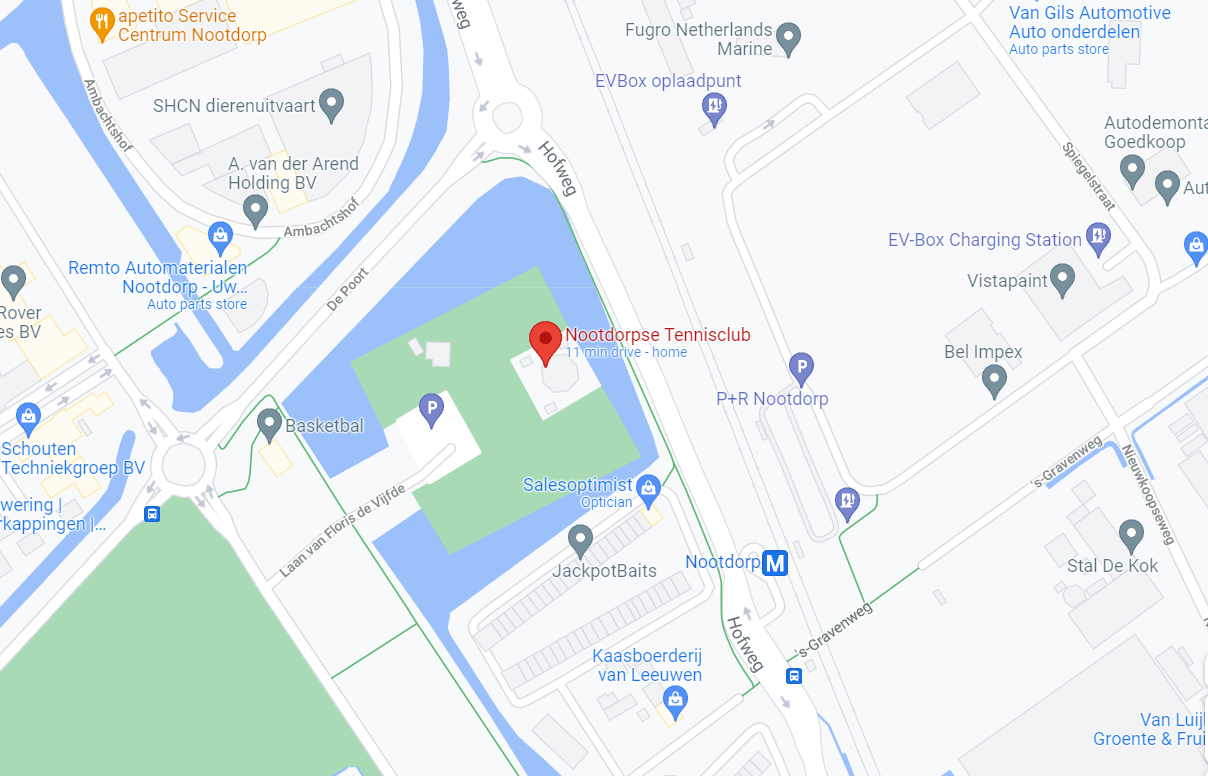 weg
apetito Service
Centrum Nootdorp
Fugro Netherlands
Marine
Van Gils Automotive
Auto onderdelen
Auto parts store
EVBox oplaadpunt
Ambachtshof
SHCN dierenuitvaart
Autodemonta
Goedkoop
Hofweg
A. van der Arend
Holding BV
Spiegelstraat
Aut
Ambachtshof
EV-Box Charging Station
Remto Automaterialen
Nootdorp - Uw...
Auto parts store
De Poort
Vistapaint
Rover
es BV
Nootdorpse Tennisclub
11 min drive - home
Bel Impex
P
P+R Nootdorp
P
Basketbal
Schouten
Techniekgroep BV
's-Gravenweg
Nieuwkoopseweg
Salesoptimist
Optician
wering |
rkappingen |...
Laan van Floris de Vijfde
JackpotBaits
Nootdorp
M
Stal De Kok
Hofweg
's-Gravenweg
Kaasboerderij
van Leeuwen
Van Luij
Groente & Frui